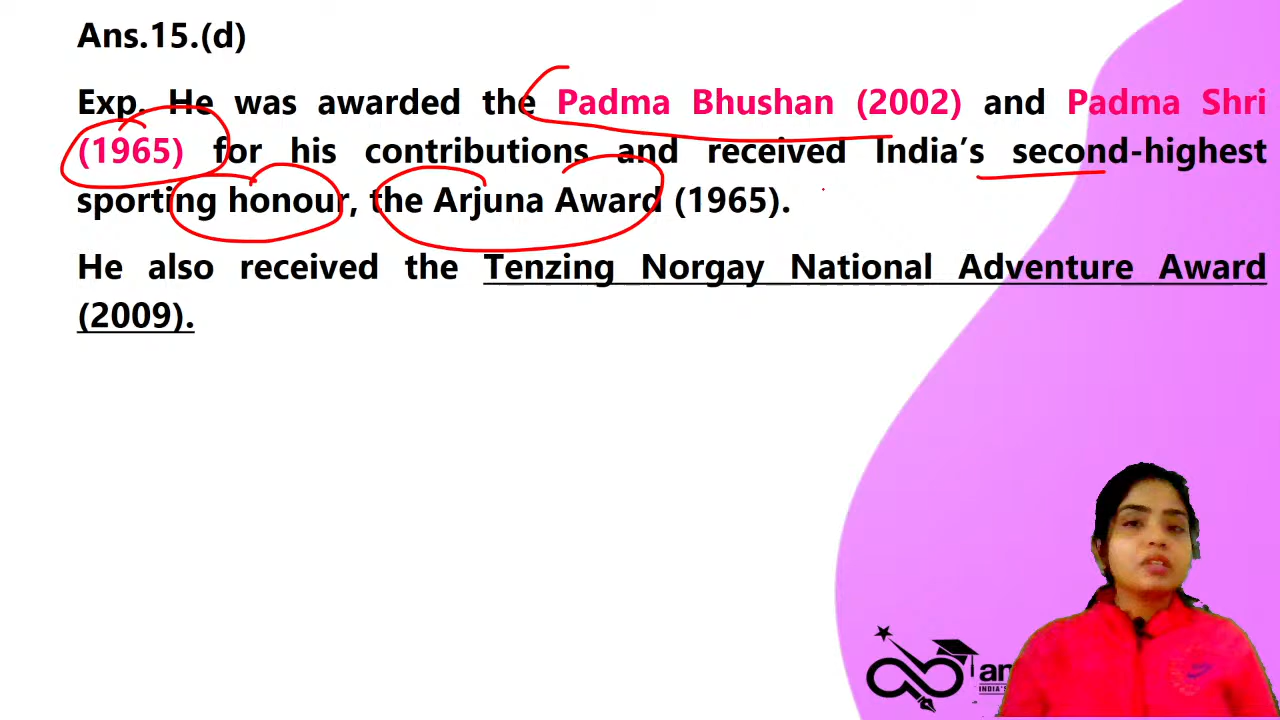 Ans.15.(d)
Exp. He was awarded the Padma Bhushan (2002) and Padma Shri
(1965) for his contributions and received India's second-highest
sporting honour, the Arjuna Award (1965).
He also received the Tenzing Norgay National Adventure Award
(2009).
INDIA'S